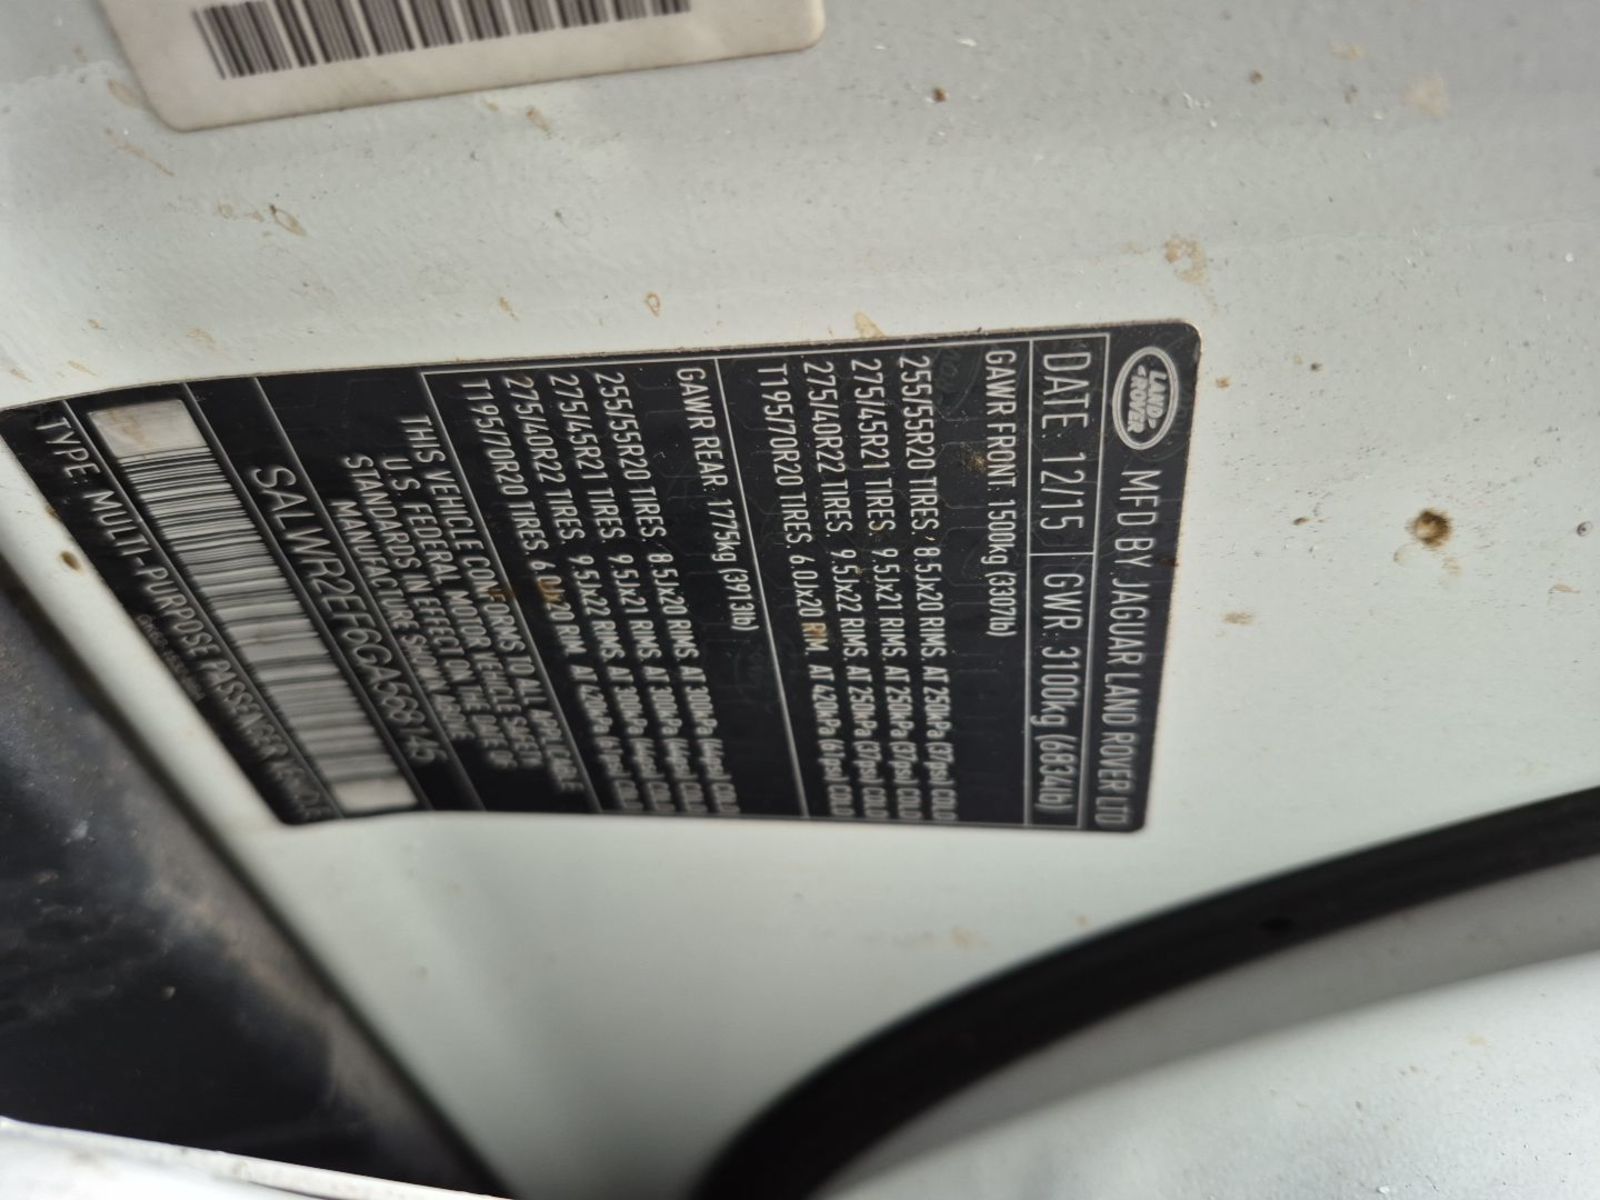 LAND
ROVER
MFD BY JAGUAR LAND ROVER LTD
DATE. 12/15 GWR: 3100kg (6834lb)
GAWR FRONT: 1500kg (3307lb)
255/55R20 TIRES, 8.5Jx20 RIMS. AT 250kPa (37psi) COLD
275/45R21 TIRES. 9.5Jx21 RIMS. AT 250kPa (37psi) COLD
275/40R22 TIRES. 9.5Jx22 RIMS. AT 250kPa (37psi) COLD
T195/70R20 TIRES. 6.0Jx20 RIM. AT 420kPa (61psi) COLD
GAWR REAR: 1775kg (3913lb)
255/55R20 TIRES. 8.5Jx20 RIMS. AT 300kPa (44psi) COLD
275/45R21 TIRES. 9.5Jx21 RIMS. AT 300kPa (44psi) COLD
275/40R22 TIRES. 9.5Jx22 RIMS. AT 300kPa (44psi) COLD
T195/70R20 TIRES. 6.0Jx20 RIM. AT 420kPa (61psi) COLD
THIS VEHICLE CONFORMS TO ALL APPLICABLE
U.S. FEDERAL MOTOR VEHICLE SAFETY
STANDARDS IN EFFECT ON THE DATE OF
MANUFACTURE SHOWN ABOVE
SALWR2EF6GA568145
TYPE: MULTI-PURPOSE PASSENGER VEHICLE